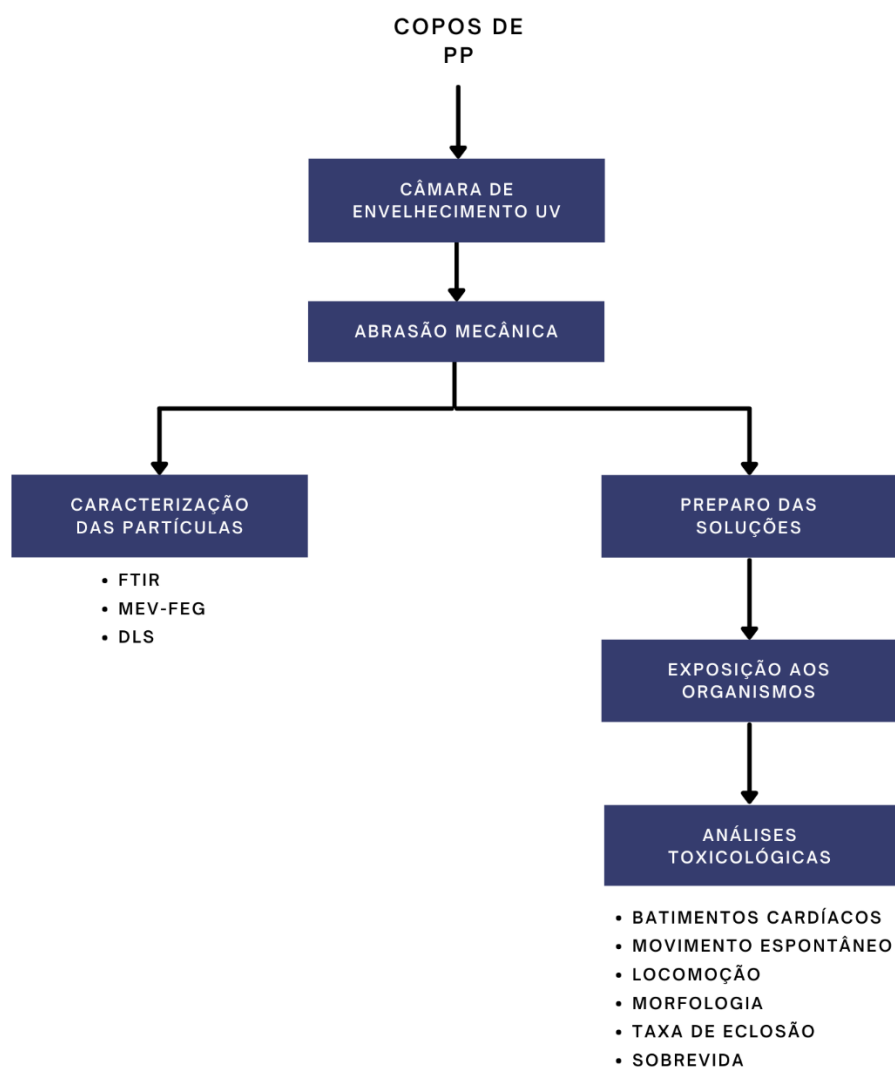 COPOS DE
PP
CÂMARA DE
ENVELHECIMENTO UV
ABRASÃO MECÂNICA
CARACTERIZAÇÃO
DAS PARTÍCULAS
• FTIR
• MEV-FEG
• DLS
PREPARO DAS
SOLUÇÕES
EXPOSIÇÃO AOS
ORGANISMOS
ANÁLISES
TOXICOLÓGICAS
• BATIMENTOS CARDÍACOS
• MOVIMENTO ESPONTÂNEO
• LOCOMOÇÃO
• MORFOLOGIA
• TAXA DE ECLOSÃO
• SOBREVIDA